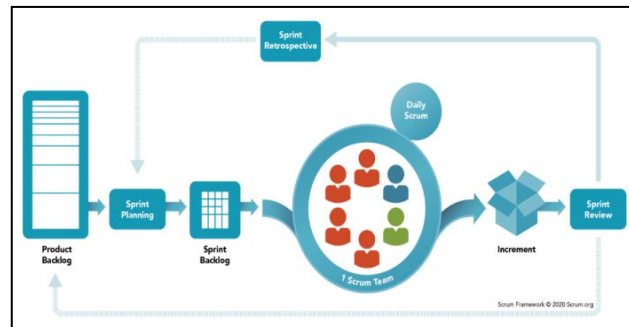 Sprint
Retrospective
Daily
Scrum
Sprint
Planning
Sprint
Review
Product
Backlog
Sprint
Backlog
1 Scrum Team
Increment
Scrum Framework © 2020 Scrum.org